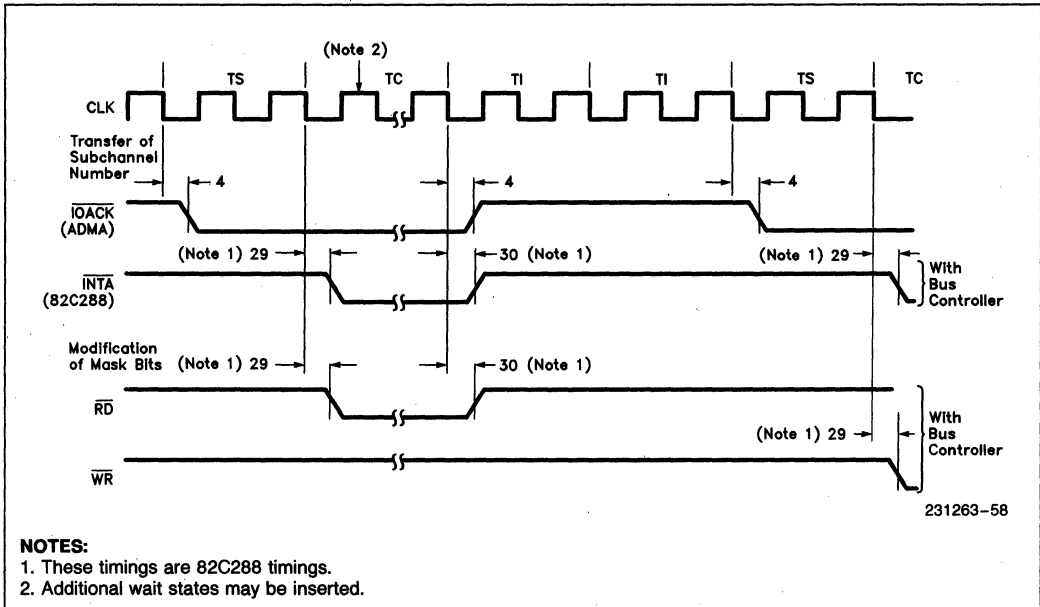 (Note 2)
TS TC TI TI TS TC
CLK
Transfer of
Subchannel
Number
4 4 4
IOACK
(ADMA)
(Note 1) 29 30 (Note 1) (Note 1) 29
INTA
(82C288)
With
Bus
Controller
Modification
of Mask Bits (Note 1) 29 30 (Note 1)
RD
(Note 1) 29
With
Bus
Controller
WR
231263-58
NOTES:
1. These timings are 82C288 timings.
2. Additional wait states may be inserted.